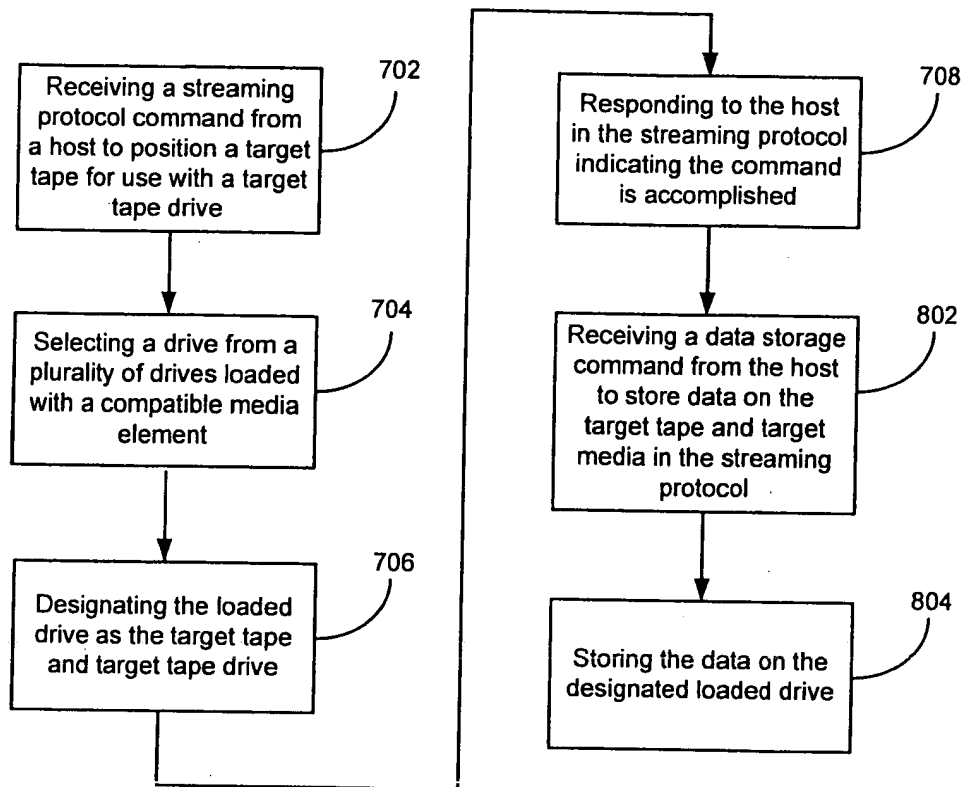 702
Receiving a streaming
protocol command from
a host to position a target
tape for use with a target
tape drive
704
Selecting a drive from a
plurality of drives loaded
with a compatible media
element
706
Designating the loaded
drive as the target tape
and target tape drive
708
Responding to the host
in the streaming protocol
indicating the command
is accomplished
802
Receiving a data storage
command from the host
to store data on the
target tape and target
media in the streaming
protocol
804
Storing the data on the
designated loaded drive